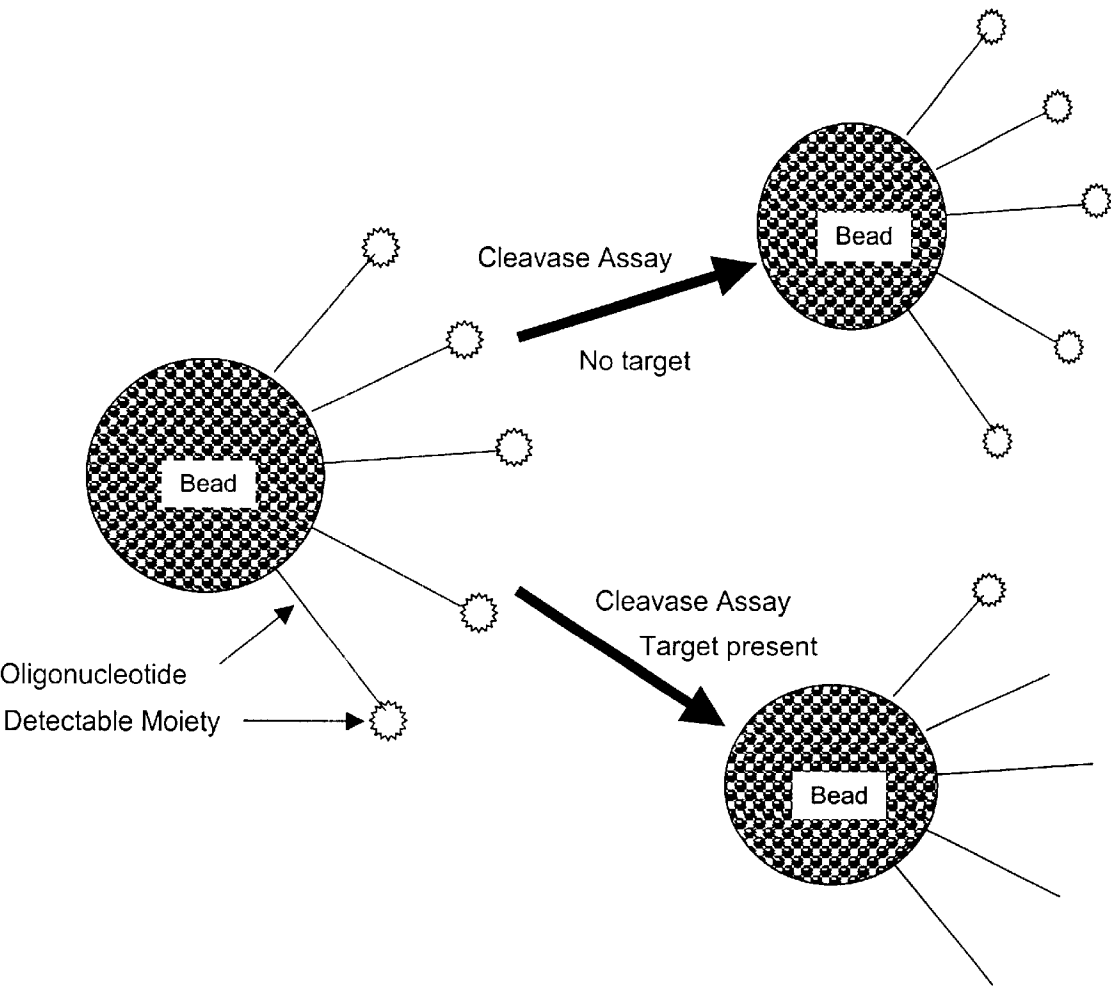 Bead
Cleavase Assay
No target
Bead
Oligonucleotide
Detectable Moiety
Cleavase Assay
Target present
Bead